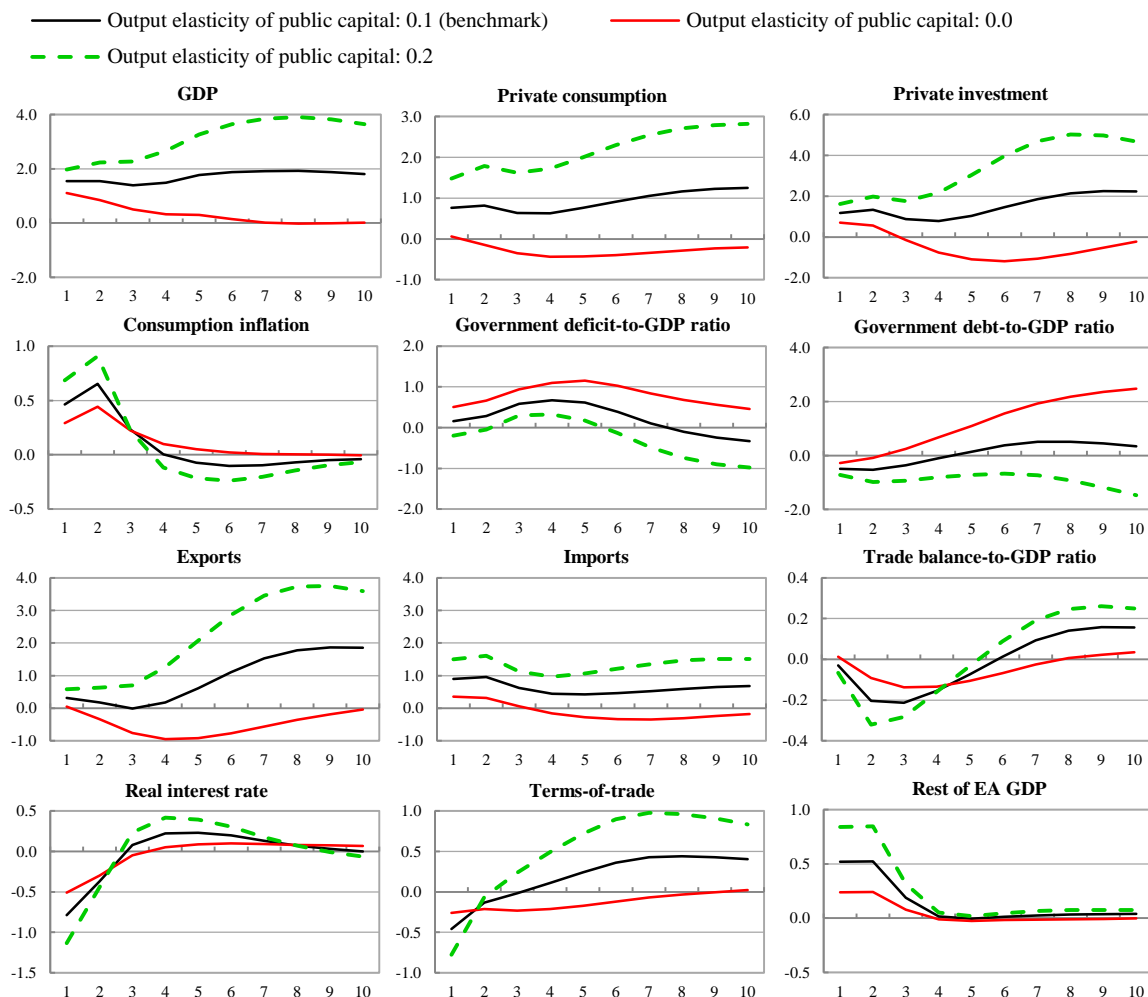 Output elasticity of public capital: 0.1 (benchmark) Output elasticity of public capital: 0.0
Output elasticity of public capital: 0.2
GDP Private consumption Private investment
4.0 3.0 6.0
2.0 2.0 4.0
0.0 1.0 2.0
-2.0 0.0 0.0
-1.0 -2.0
1 2 3 4 5 6 7 8 9 10 1 2 3 4 5 6 7 8 9 10 1 2 3 4 5 6 7 8 9 10
Consumption inflation Government deficit-to-GDP ratio Government debt-to-GDP ratio
1.0 2.0 4.0
0.5 1.0 2.0
0.0 0.0 0.0
-0.5 -1.0 -2.0
-2.0
1 2 3 4 5 6 7 8 9 10 1 2 3 4 5 6 7 8 9 10 1 2 3 4 5 6 7 8 9 10
Exports Imports Trade balance-to-GDP ratio
4.0 4.0 0.4
3.0 3.0 0.2
2.0 2.0 0.0
1.0 1.0 -0.2
0.0 0.0 -0.4
-1.0 -1.0
1 2 3 4 5 6 7 8 9 10 1 2 3 4 5 6 7 8 9 10 1 2 3 4 5 6 7 8 9 10
Real interest rate Terms-of-trade Rest of EA GDP
0.5 1.0 1.0
0.0 0.5 0.5
-0.5 0.0 0.0
-1.0 -0.5 -0.5
-1.5 -1.0
1 2 3 4 5 6 7 8 9 10 1 2 3 4 5 6 7 8 9 10 1 2 3 4 5 6 7 8 9 10